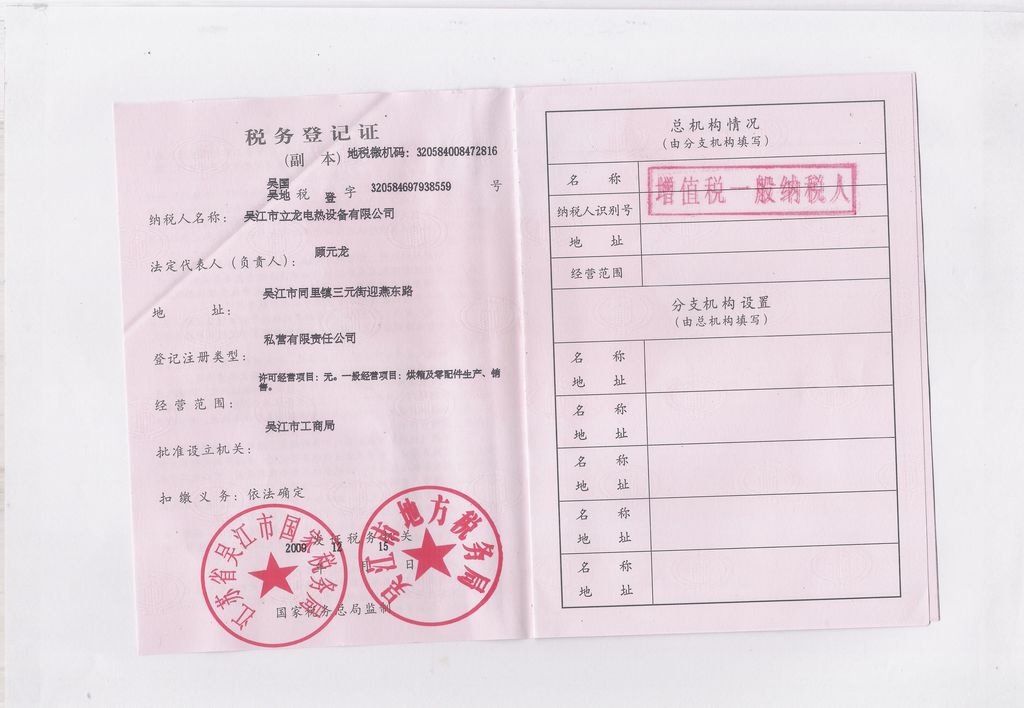 税务登记证
(副 本) 地税微机码: 320584008472816
吴国
吴地 税 登 字 320584697938559 号
纳税人名称: 吴江市立龙电热设备有限公司
法定代表人(负责人): 顾元龙
地 址: 吴江市同里镇三元街迎燕东路
登记注册类型: 私营有限责任公司
经营范围: 许可经营项目: 无。一般经营项目: 烘箱及零配件生产、销
售。
批准设立机关: 吴江市工商局
扣缴义务: 依法确定
发证税务机关
2009 年 12 月 15 日
国家税务总局监制
江苏省吴江市国家税务局
吴江市地方税务局
总机构情况
(由分支机构填写)
名 称
增值税一般纳税人
纳税人识别号
地 址
经营范围
分支机构设置
(由总机构填写)
名 称
地 址
名 称
地 址
名 称
地 址
名 称
地 址
名 称
地 址